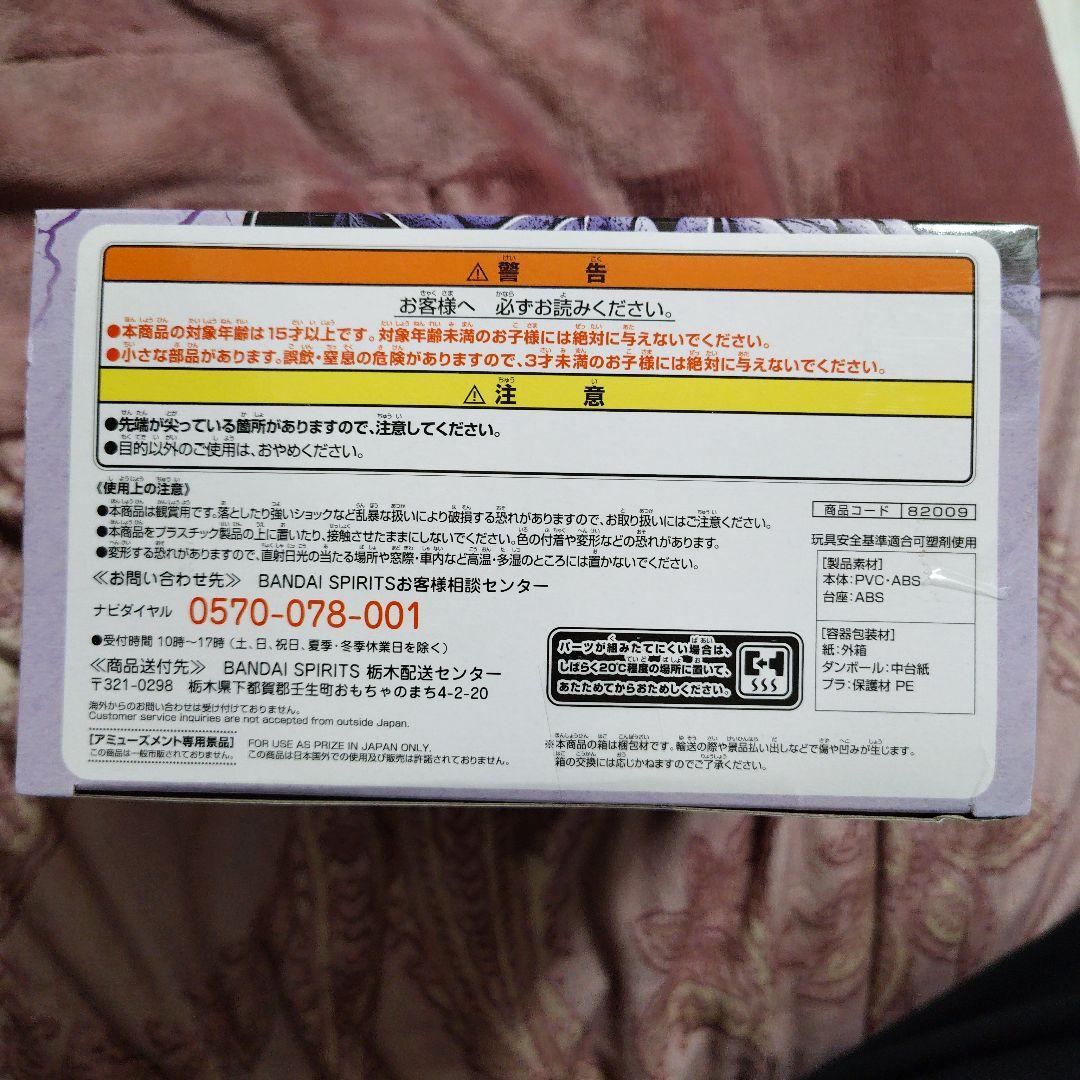 ⚠警告
お客様へ 必ずお読みください。
●本商品の対象年齢は15才以上です。対象年齢未満のお子様には絶対に与えないでください。
●小さな部品があります。誤飲・窒息の危険がありますので、3才未満のお子様には絶対に与えないでください。
⚠注意
●先端が尖っている箇所がありますので、注意してください。
●目的以外のご使用は、おやめください。
《使用上の注意》
●本商品は観賞用です。落としたり強いショックなど乱暴な扱いにより破損する恐れがありますので、お取り扱いにはご注意ください。
●本商品をプラスチック製品の上に置いたり、接触させたままにしないでください。色の付着や変形などの恐れがあります。
●変形する恐れがありますので、直射日光の当たる場所や窓際・車内など高温・多湿のところには置かないでください。
≪お問い合わせ先≫ BANDAI SPIRITSお客様相談センター
ナビダイヤル 0570-078-001
●受付時間 10時〜17時(土、日、祝日、夏季・冬季休業日を除く)
≪商品送付先≫ BANDAI SPIRITS 栃木配送センター
〒321-0298 栃木県下都賀郡壬生町おもちゃのまち4-2-20
海外からのお問い合わせは受け付けておりません。
Customer service inquiries are not accepted from outside Japan.
[アミューズメント専用景品]
この商品は一般市販されておりません。
FOR USE AS PRIZE IN JAPAN ONLY.
この商品は日本国外での使用及び販売は許諾されておりません。
商品コード 82009
玩具安全基準適合可塑剤使用
[製品素材]
本体:PVC・ABS
台座:ABS
[容器包装材]
紙:外箱
ダンボール:中台紙
プラ:保護材 PE
パーツが組みたてにくい場合は、
しばらく20℃程度の場所に置いて、
あたためてからおためしください。
※本商品の箱は梱包材です。輸送の際や景品払い出しなどで傷や凹みが生じます。
箱の交換には応じかねますのでご了承ください。